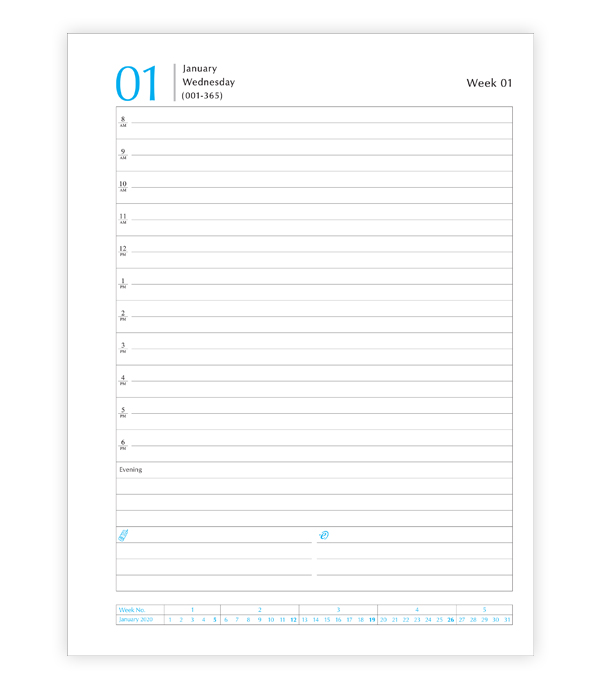 01
January
Wednesday
(001-365)
Week 01
8
AM
9
AM
10
AM
11
AM
12
PM
1
PM
2
PM
3
PM
4
PM
5
PM
6
PM
Evening
e
Week No. 1 2 3 4 5
January 2020 1 2 3 4 5 6 7 8 9 10 11 12 13 14 15 16 17 18 19 20 21 22 23 24 25 26 27 28 29 30 31